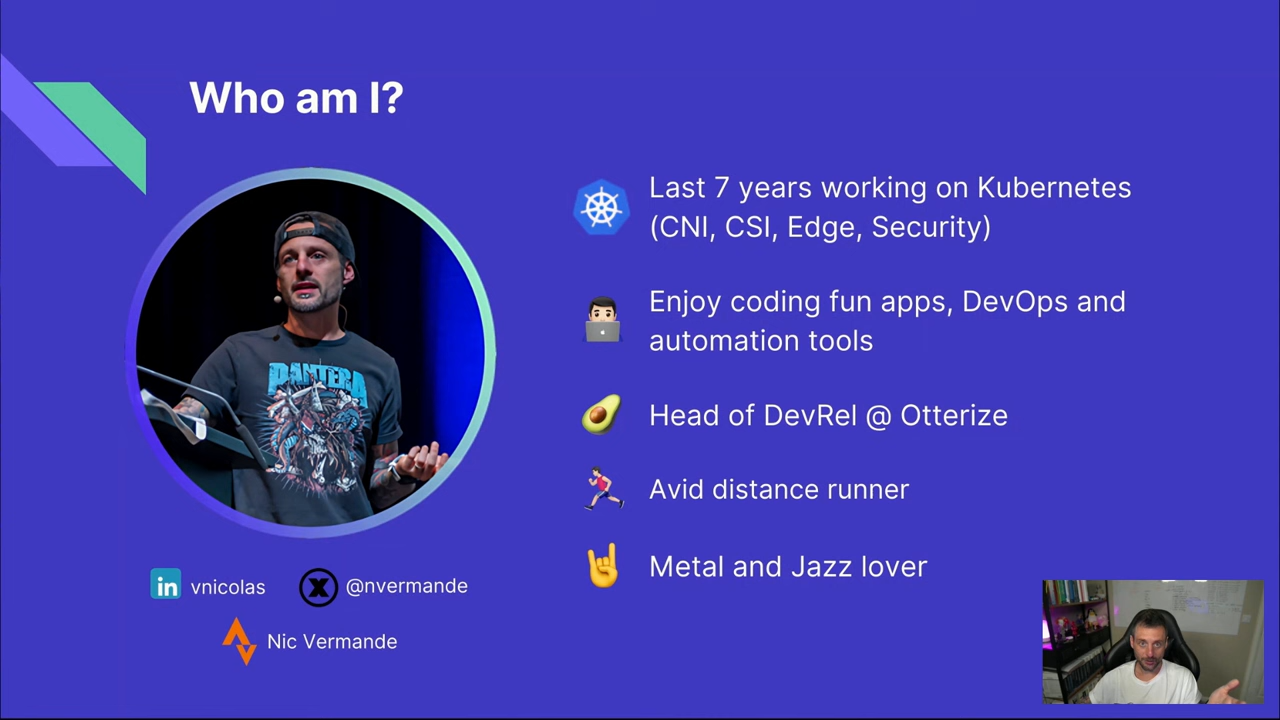 Who am I?
Last 7 years working on Kubernetes
(CNI, CSI, Edge, Security)
Enjoy coding fun apps, DevOps and
automation tools
Head of DevRel @ Otterize
Avid distance runner
Metal and Jazz lover
PANTERA
in vnicolas
X @nvermande
Nic Vermande